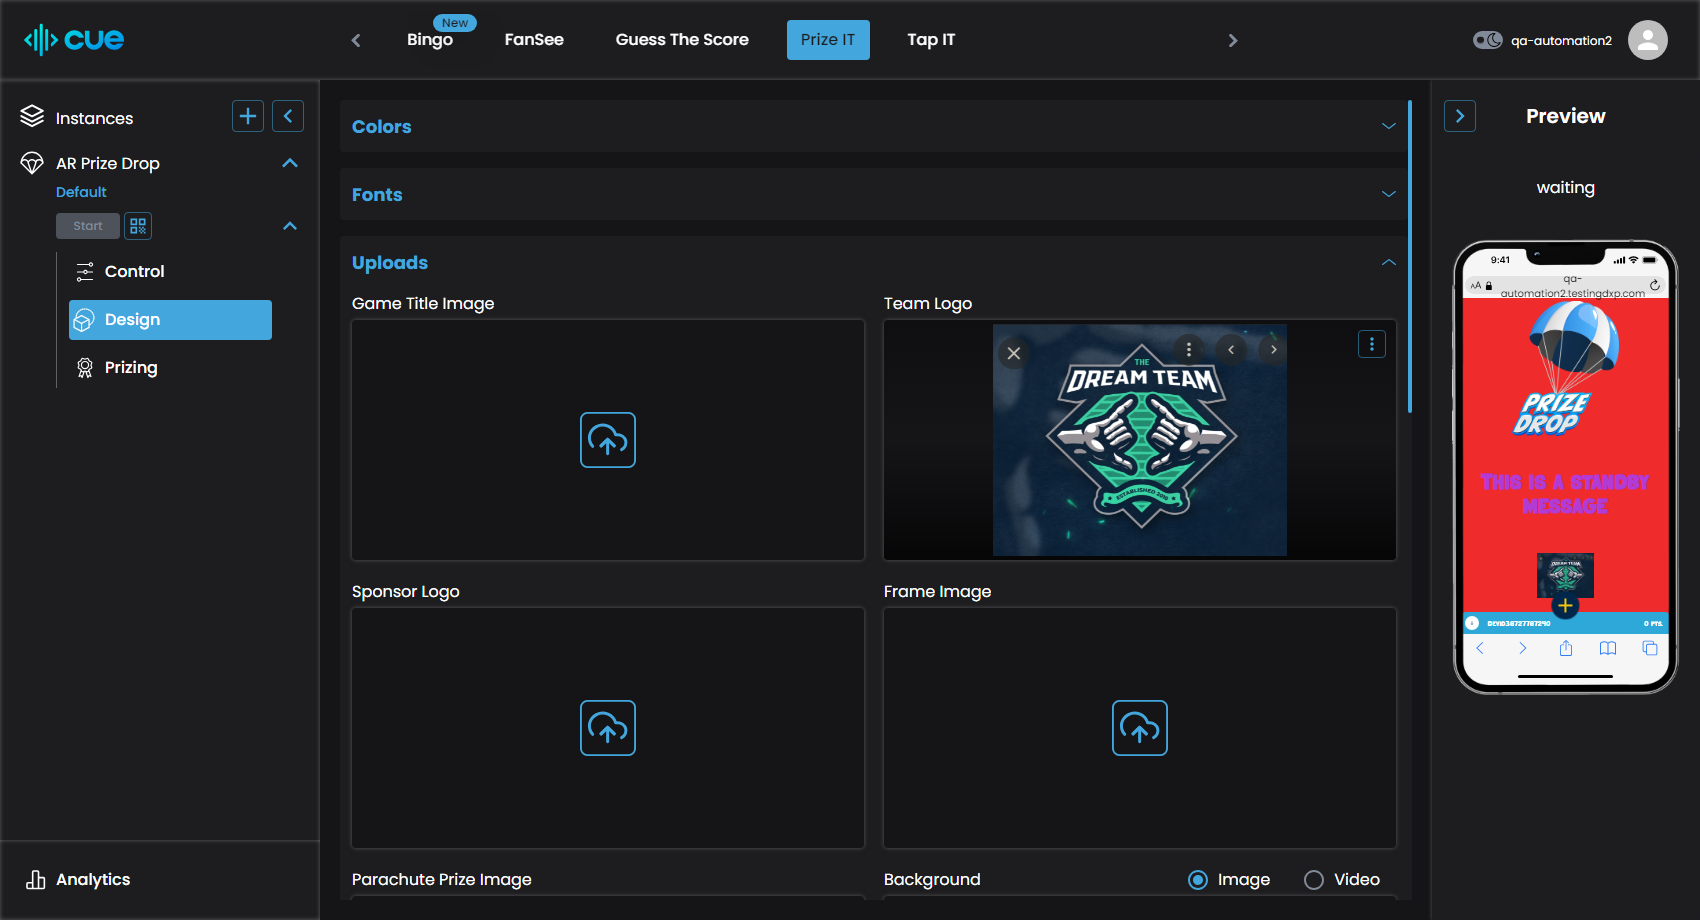 cue
New
Bingo
FanSee
Guess The Score
Prize IT
Tap IT
qa-automation2
Instances
AR Prize Drop
Default
Start
Control
Design
Prizing
Analytics
Colors
Fonts
Uploads
Game Title Image
Team Logo
THE
DREAM TEAM
ESTABLISHED 2019
Sponsor Logo
Frame Image
Parachute Prize Image
Background
Image
Video
Preview
waiting
9:41
AA
qa-
automation2.testingdxp.com
PRIZE
DROP
THIS IS A STANDBY
MESSAGE
DREAM TEAM
0 PTS.